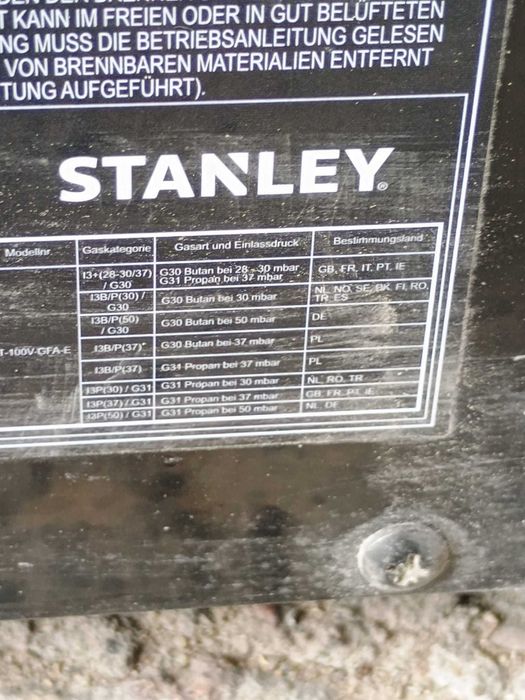 T KANN IM FREIEN ODER IN GUT BELÜFTETEN
NG MUSS DIE BETRIEBSANLEITUNG GELESEN
VON BRENNBAREN MATERIALIEN ENTFERNT
TUNG AUFGEFÜHRT).
STANLEY®
Modellnr. Gaskategorie Gasart und Einlassdruck Bestimmungsland
T-100V-GFA-E
I3+(28-30/37) / G30 G30 Butan bei 28 - 30 mbar G31 Propan bei 37 mbar GB, FR, IT, PT, IE
I3B/P(30) / G30 G30 Butan bei 30 mbar NL, NO, SE, DK, FI, RO, TR, ES
I3B/P(50) / G30 G30 Butan bei 50 mbar DE
I3B/P(37) G30 Butan bei 37 mbar PL
I3B/P(37) G31 Propan bei 37 mbar PL
I3P(30) / G31 G31 Propan bei 30 mbar NL, RO, TR
I3P(37) / G31 G31 Propan bei 37 mbar GB, FR, PT, IE
I3P(50) / G31 G31 Propan bei 50 mbar NL, DE